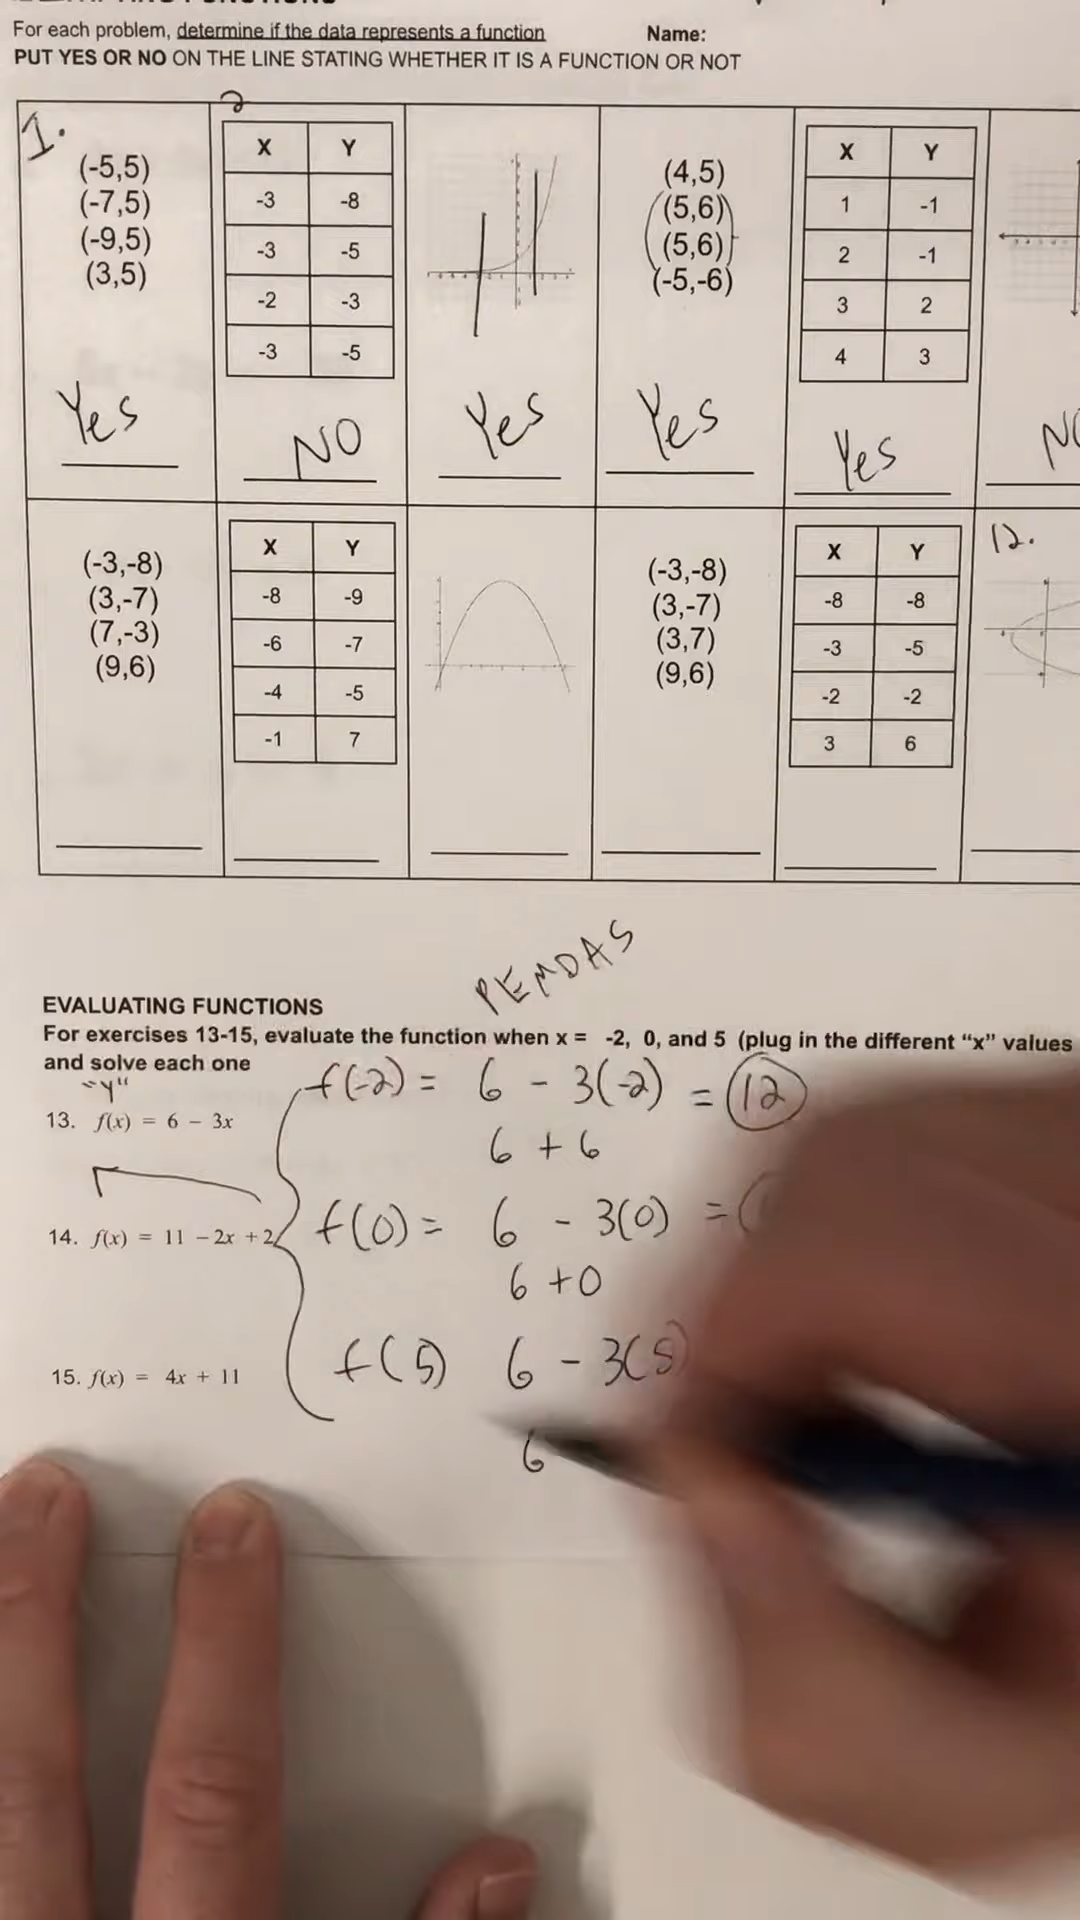 For each problem, determine if the data represents a function Name:
PUT YES OR NO ON THE LINE STATING WHETHER IT IS A FUNCTION OR NOT
1.
(-5,5)
(-7,5)
(-9,5)
(3,5)
Yes
2
X Y
-3 -8
-3 -5
-2 -3
-3 -5
NO
Yes
(4,5)
(5,6)
(5,6)
(-5,-6)
Yes
X Y
1 -1
2 -1
3 2
4 3
Yes
(-3,-8)
(3,-7)
(7,-3)
(9,6)
X Y
-8 -9
-6 -7
-4 -5
-1 7
(-3,-8)
(3,-7)
(3,7)
(9,6)
X Y
-8 -8
-3 -5
-2 -2
3 6
12.
PEMDAS
EVALUATING FUNCTIONS
For exercises 13-15, evaluate the function when x = -2, 0, and 5 (plug in the different “x” values
and solve each one
"y"
13. f(x) = 6 - 3x
14. f(x) = 11 - 2x + 2
15. f(x) = 4x + 11
f(-2) = 6 - 3(-2) = 12
6 + 6
f(0) = 6 - 3(0) =
6 + 0
f(5) 6 - 3(5)
6